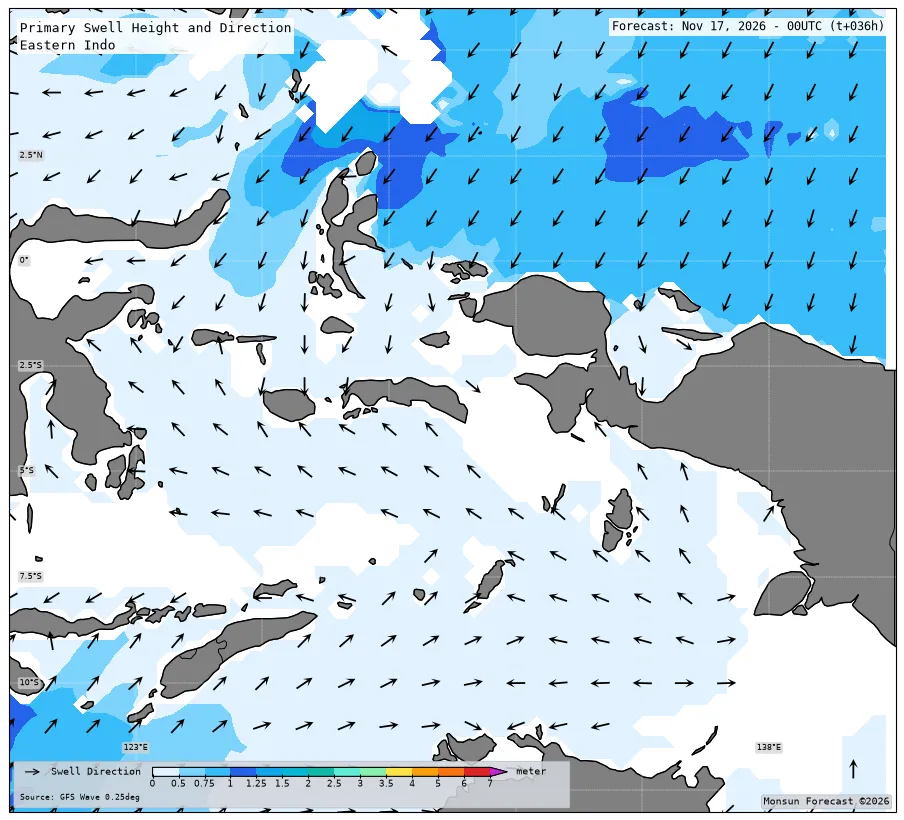 Primary Swell Height and Direction
Eastern Indo
Forecast: Nov 17, 2026 - 00UTC (t+036h)
2.5°N
0°
2.5°S
5°S
7.5°S
10°S
123°E
138°E
Swell Direction
meter
0 0.5 0.75 1 1.25 1.5 2 2.5 3 3.5 4 5 6 7
Source: GFS Wave 0.25deg
Monsun Forecast ©2026